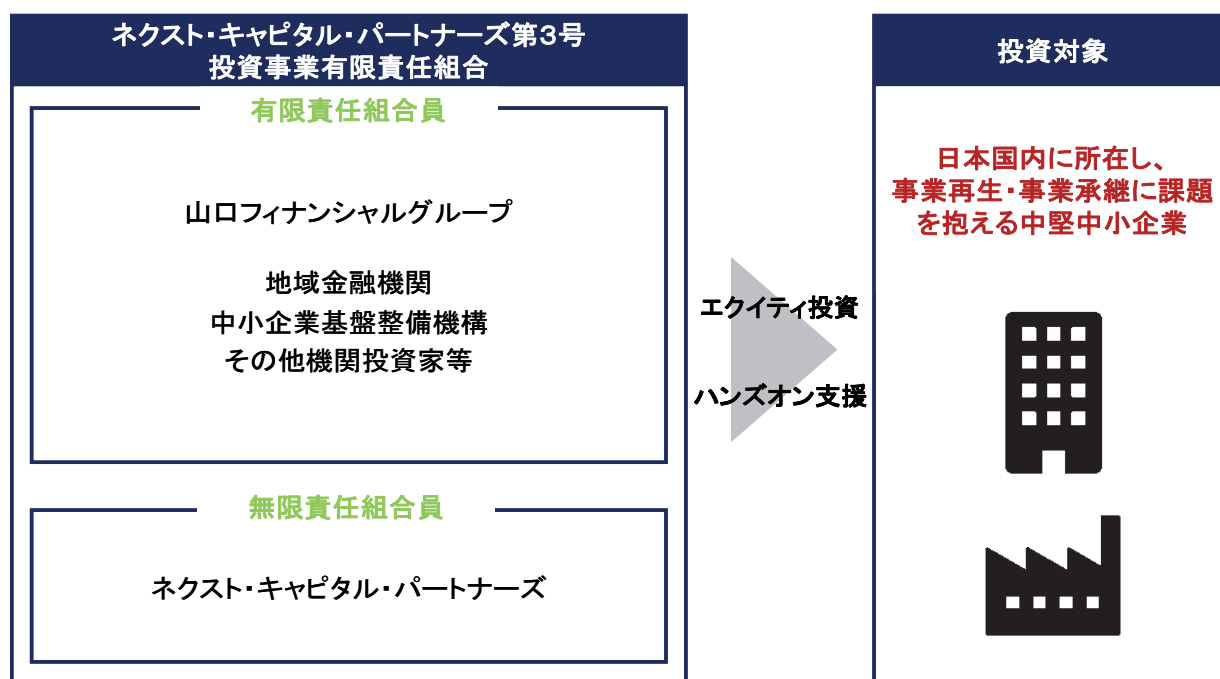 ネクスト・キャピタル・パートナーズ第3号
投資事業有限責任組合
有限責任組合員
山口フィナンシャルグループ
地域金融機関
中小企業基盤整備機構
その他機関投資家等
無限責任組合員
ネクスト・キャピタル・パートナーズ
エクイティ投資
ハンズオン支援
投資対象
日本国内に所在し、
事業再生・事業承継に課題
を抱える中堅中小企業